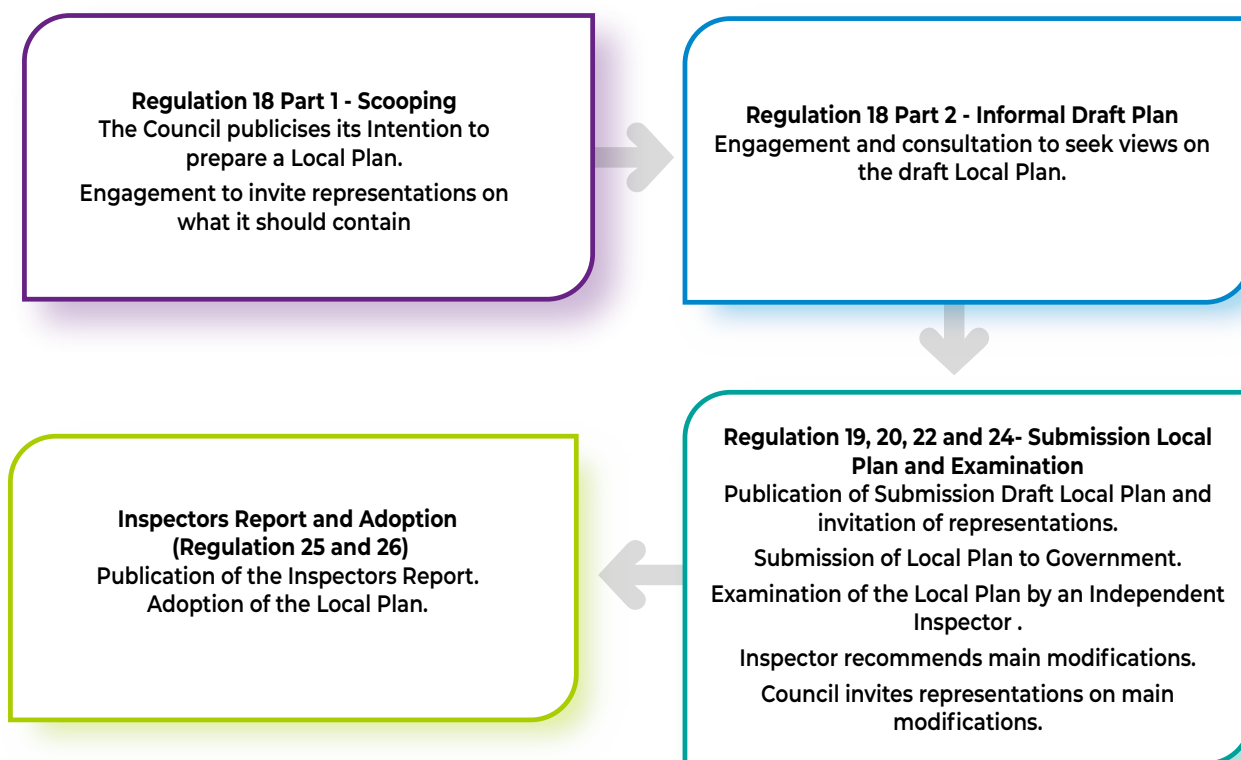 Regulation 18 Part 1 - Scooping
The Council publicises its Intention to
prepare a Local Plan.
Engagement to invite representations on
what it should contain
Regulation 18 Part 2 - Informal Draft Plan
Engagement and consultation to seek views on
the draft Local Plan.
Regulation 19, 20, 22 and 24- Submission Local
Plan and Examination
Publication of Submission Draft Local Plan and
invitation of representations.
Submission of Local Plan to Government.
Examination of the Local Plan by an Independent
Inspector .
Inspector recommends main modifications.
Council invites representations on main
modifications.
Inspectors Report and Adoption
(Regulation 25 and 26)
Publication of the Inspectors Report.
Adoption of the Local Plan.